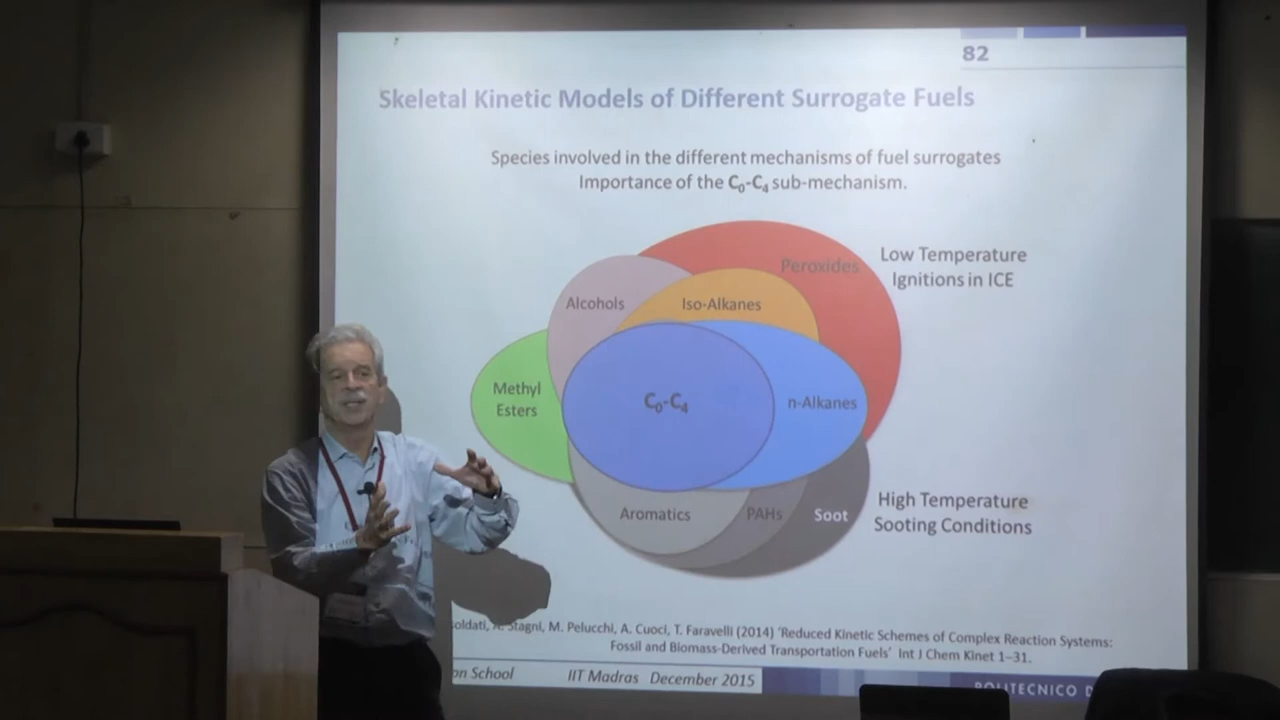 82
Skeletal Kinetic Models of Different Surrogate Fuels
Species involved in the different mechanisms of fuel surrogates
Importance of the C₀-C₄ sub-mechanism.
Peroxides
Low Temperature
Ignitions in ICE
Alcohols
Iso-Alkanes
Methyl
Esters
C₀-C₄
n-Alkanes
Aromatics
PAHs
Soot
High Temperature
Sooting Conditions
Stagni, M. Pelucchi, A. Cuoci, T. Faravelli (2014) 'Reduced Kinetic Schemes of Complex Reaction Systems:
Fossil and Biomass-Derived Transportation Fuels' Int J Chem Kinet 1–31.
School
IIT Madras December 2015
POLITECNICO